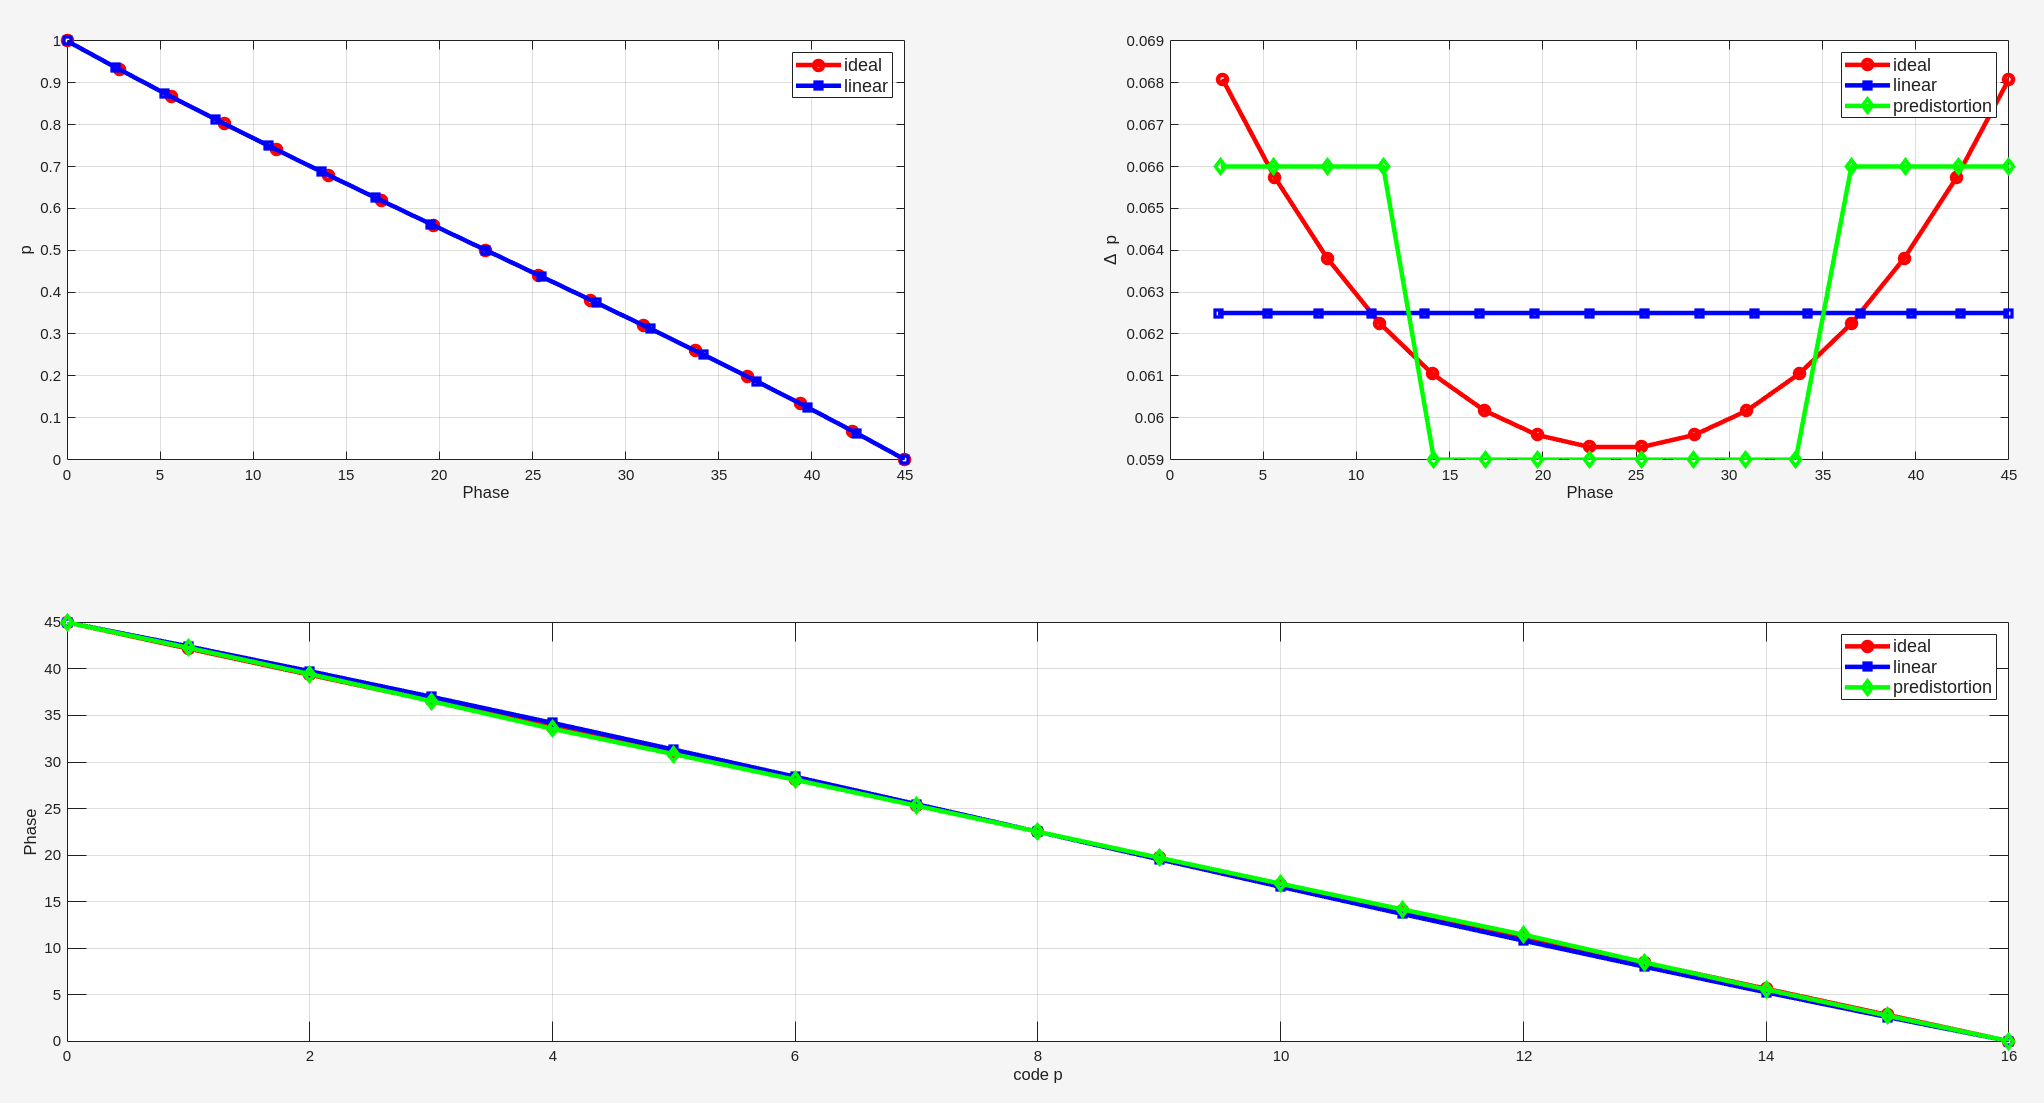 1
0.9
0.8
0.7
0.6
0.5
0.4
0.3
0.2
0.1
0
p
0 5 10 15 20 25 30 35 40 45
Phase
ideal
linear
0.069
0.068
0.067
0.066
0.065
0.064
0.063
0.062
0.061
0.06
0.059
Δ p
0 5 10 15 20 25 30 35 40 45
Phase
ideal
linear
predistortion
45
40
35
30
25
20
15
10
5
0
Phase
0 2 4 6 8 10 12 14 16
code p
ideal
linear
predistortion